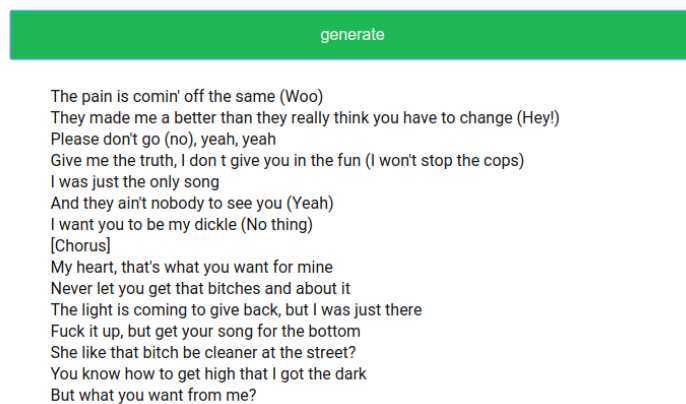 generate
The pain is comin' off the same (Woo)
They made me a better than they really think you have to change (Hey!)
Please don't go (no), yeah, yeah
Give me the truth, I don t give you in the fun (I won't stop the cops)
I was just the only song
And they ain't nobody to see you (Yeah)
I want you to be my dickle (No thing)
[Chorus]
My heart, that's what you want for mine
Never let you get that bitches and about it
The light is coming to give back, but I was just there
Fuck it up, but get your song for the bottom
She like that bitch be cleaner at the street?
You know how to get high that I got the dark
But what you want from me?